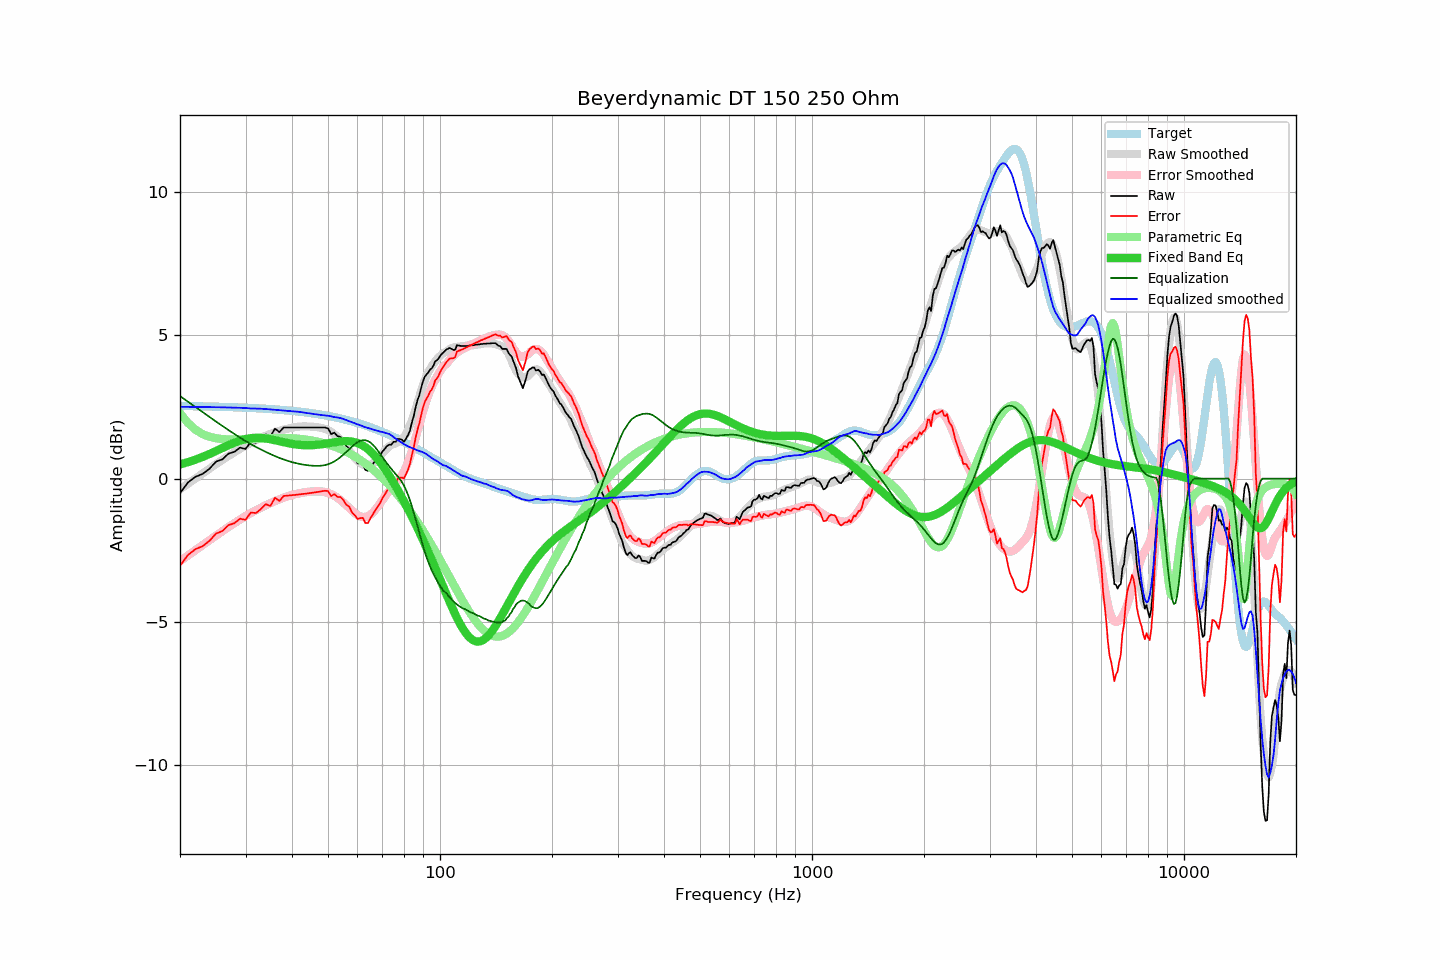 Beyerdynamic DT 150 250 Ohm
Target
Raw Smoothed
Error Smoothed
Raw
Error
Parametric Eq
Fixed Band Eq
Equalization
Equalized smoothed
10
5
0
−5
−10
Amplitude (dBr)
100
1000
10000
Frequency (Hz)